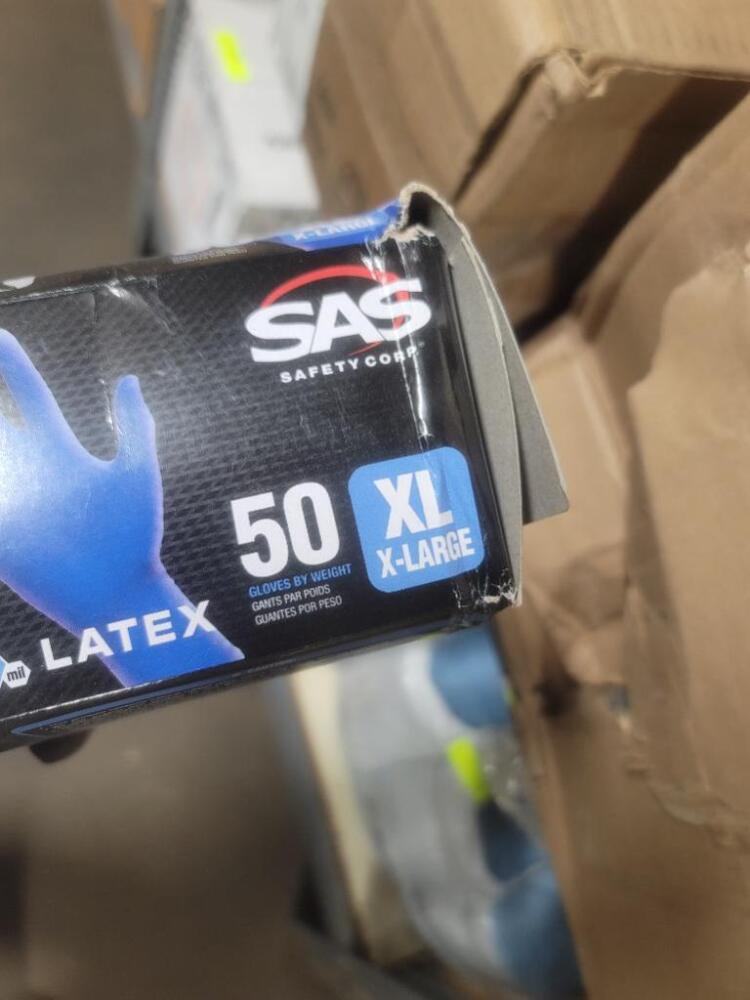 X-LARGE
SAS
SAFETY CORP
50
GLOVES BY WEIGHT
GANTS PAR POIDS
GUANTES POR PESO
XL
X-LARGE
LATEX
mil